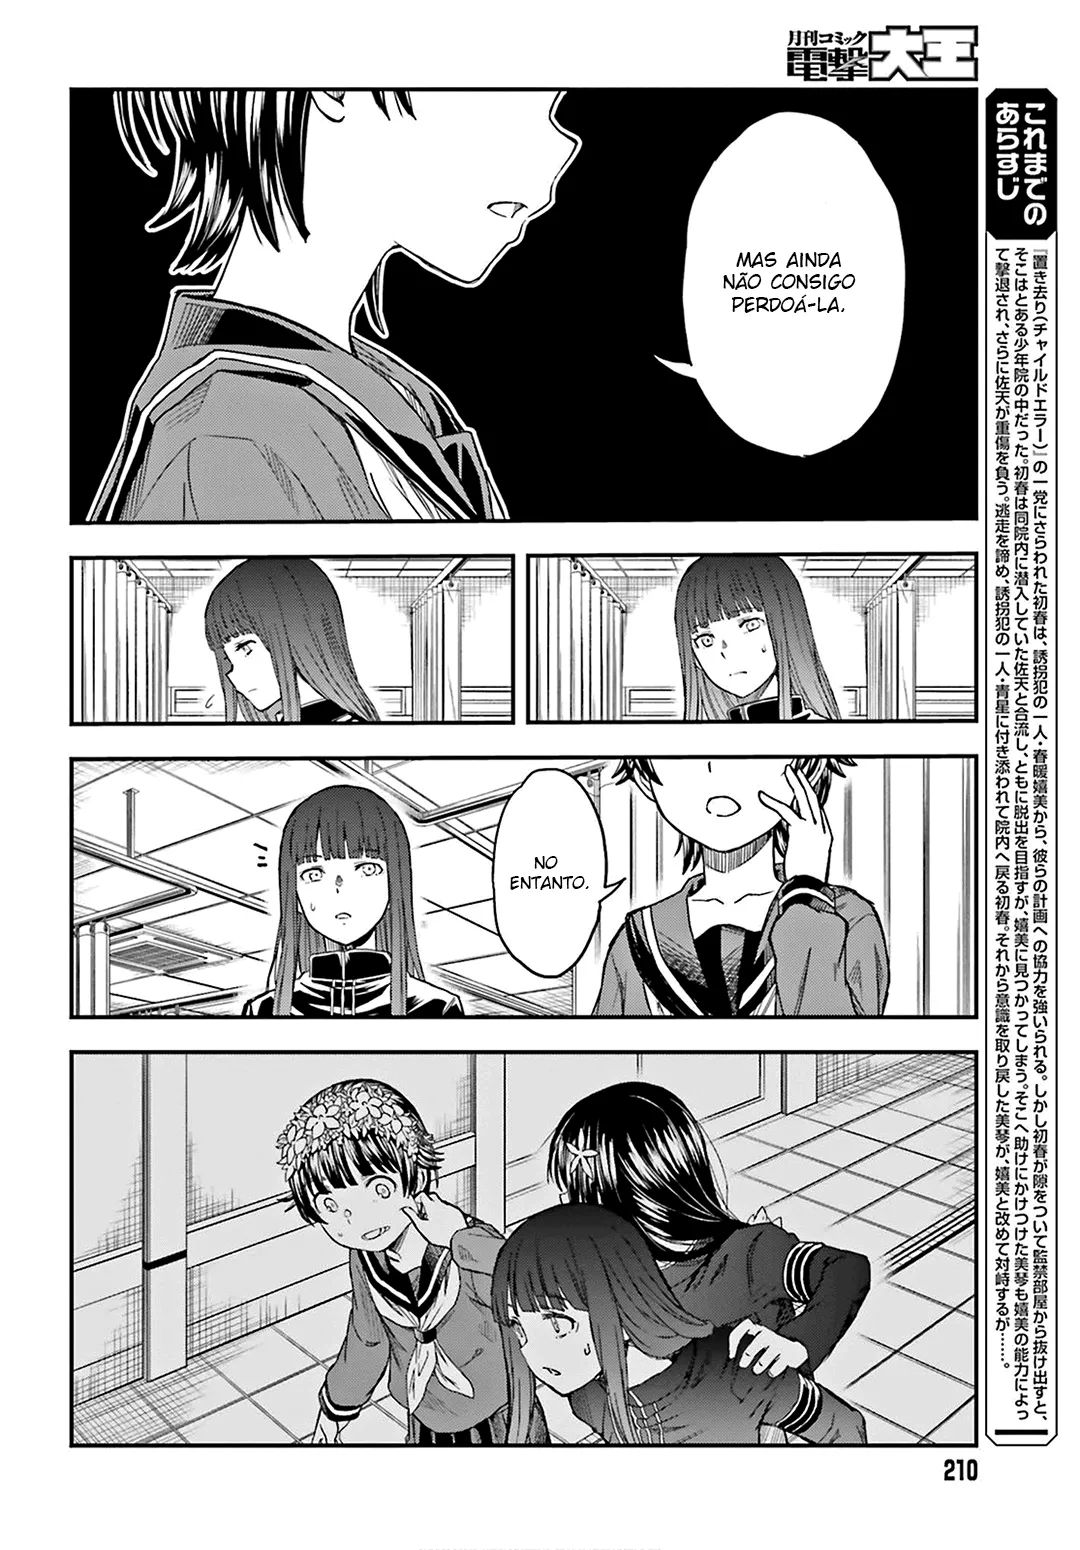 月刊コミック
電撃大王
MAS AINDA
NÃO CONSIGO
PERDOÁ-LA.
NO
ENTANTO.
これまでの
あらすじ
『置き去り(チャイルドエラー)』の一党にさらわれた初春は、誘拐犯の一人・春暖嬉美から、彼らの計画への協力を強いられる。しかし初春が隙をついて監禁部屋から抜け出すと、
そこはとある少年院の中だった。初春は同院内に潜入していた佐天と合流し、ともに脱出を目指すが、嬉美に見つかってしまう。そこへ助けにかけつけた美琴も嬉美の能力によっ
て撃退され、さらに佐天が重傷を負う。逃走を諦め、誘拐犯の一人・青星に付き添われて院内へ戻る初春。それから意識を取り戻した美琴が、嬉美と改めて対峙するが……。
210